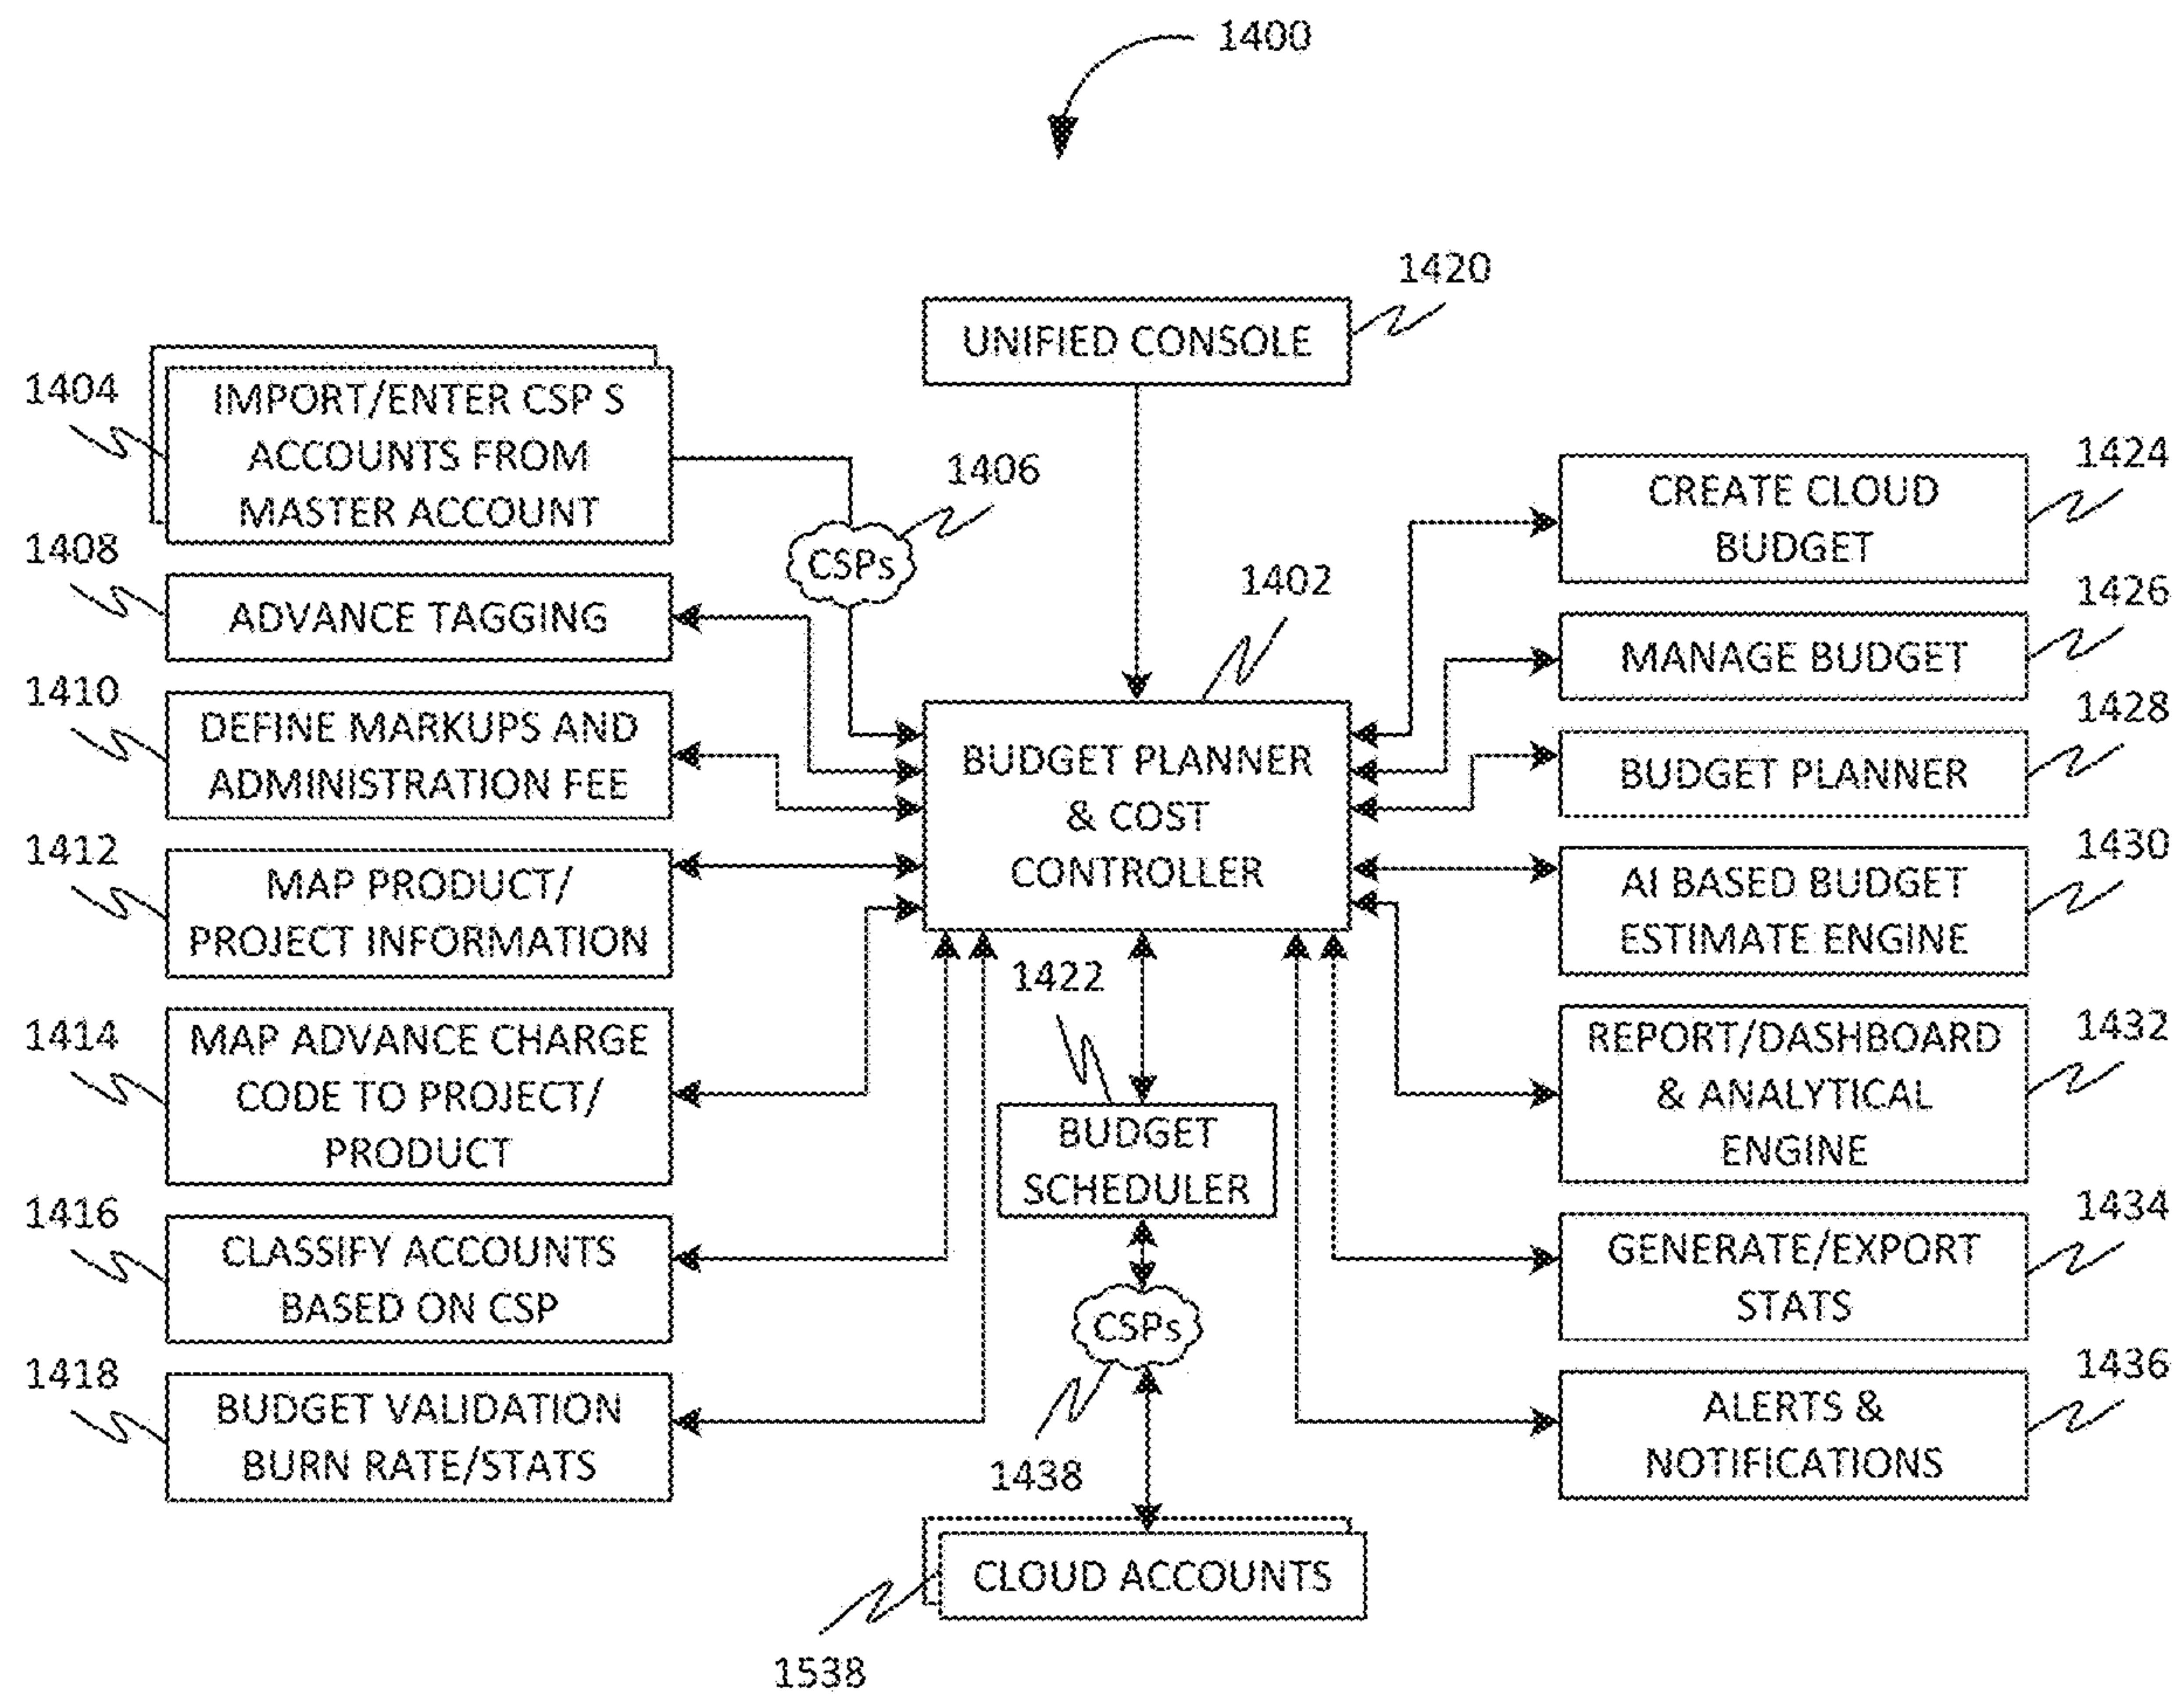 1400
1420
UNIFIED CONSOLE
1404
IMPORT/ENTER CSP S
ACCOUNTS FROM
MASTER ACCOUNT
1406
CSPs
1408
ADVANCE TAGGING
1410
DEFINE MARKUPS AND
ADMINISTRATION FEE
1412
MAP PRODUCT/
PROJECT INFORMATION
1414
MAP ADVANCE CHARGE
CODE TO PROJECT/
PRODUCT
1416
CLASSIFY ACCOUNTS
BASED ON CSP
1418
BUDGET VALIDATION
BURN RATE/STATS
1402
BUDGET PLANNER
& COST
CONTROLLER
1422
BUDGET
SCHEDULER
CSPs
1438
CLOUD ACCOUNTS
1538
1424
CREATE CLOUD
BUDGET
1426
MANAGE BUDGET
1428
BUDGET PLANNER
1430
AI BASED BUDGET
ESTIMATE ENGINE
1432
REPORT/DASHBOARD
& ANALYTICAL
ENGINE
1434
GENERATE/EXPORT
STATS
1436
ALERTS &
NOTIFICATIONS